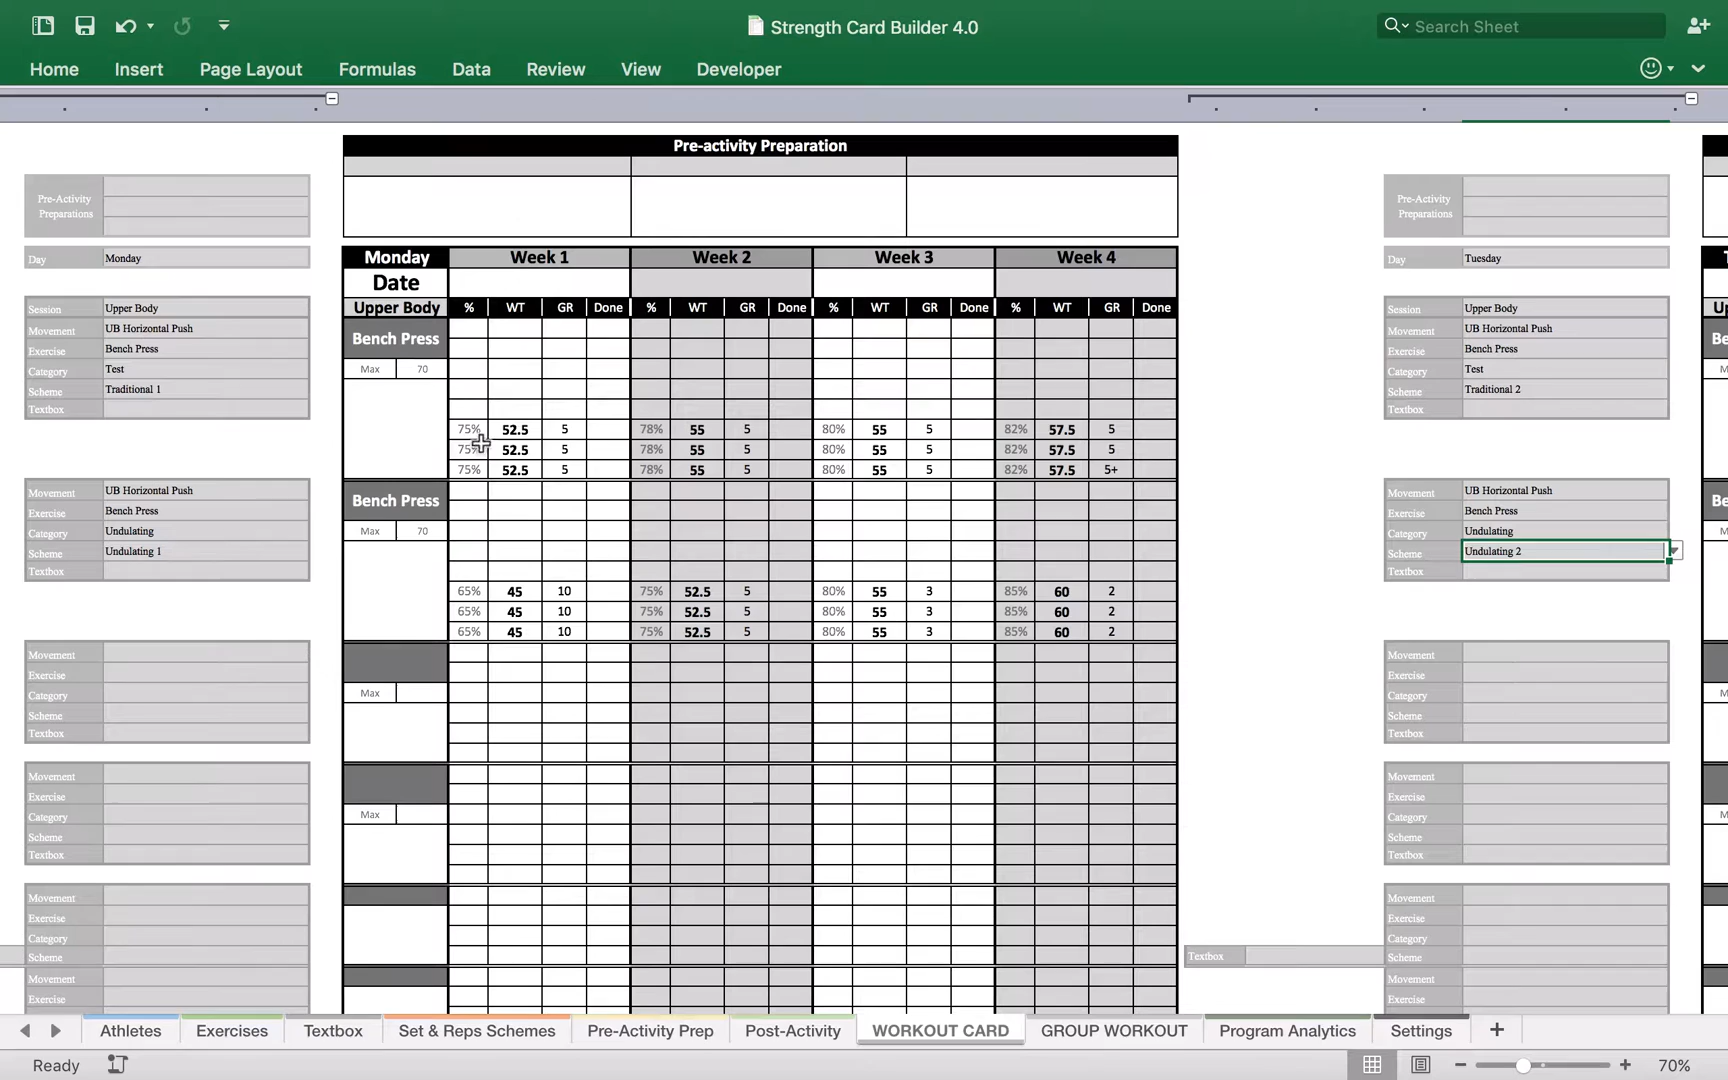 Strength Card Builder 4.0
Search Sheet
Home Insert Page Layout Formulas Data Review View Developer
Pre-activity Preparation
Pre-Activity
Preparations
Pre-Activity
Preparations
Day Monday
Monday Week 1 Week 2 Week 3 Week 4
Day Tuesday
Date
Session Upper Body
Upper Body % WT GR Done % WT GR Done % WT GR Done % WT GR Done
Session Upper Body
Movement UB Horizontal Push
Bench Press
Movement UB Horizontal Push
Exercise Bench Press
Exercise Bench Press
Category Test
Max 70
Category Test
Scheme Traditional 1
Scheme Traditional 2
Textbox
Textbox
75% 52.5 5 78% 55 5 80% 55 5 82% 57.5 5
75% 52.5 5 78% 55 5 80% 55 5 82% 57.5 5
75% 52.5 5 78% 55 5 80% 55 5 82% 57.5 5+
Movement UB Horizontal Push
Bench Press
Movement UB Horizontal Push
Exercise Bench Press
Exercise Bench Press
Category Undulating
Max 70
Category Undulating
Scheme Undulating 1
Scheme Undulating 2
Textbox
Textbox
65% 45 10 75% 52.5 5 80% 55 3 85% 60 2
65% 45 10 75% 52.5 5 80% 55 3 85% 60 2
65% 45 10 75% 52.5 5 80% 55 3 85% 60 2
Movement
Movement
Exercise
Exercise
Category
Max
Category
Scheme
Scheme
Textbox
Textbox
Movement
Movement
Exercise
Exercise
Category
Max
Category
Scheme
Scheme
Textbox
Textbox
Movement
Movement
Exercise
Exercise
Category
Category
Scheme
Textbox
Scheme
Movement
Movement
Exercise
Exercise
Athletes Exercises Textbox Set & Reps Schemes Pre-Activity Prep Post-Activity WORKOUT CARD GROUP WORKOUT Program Analytics Settings +
Ready
70%